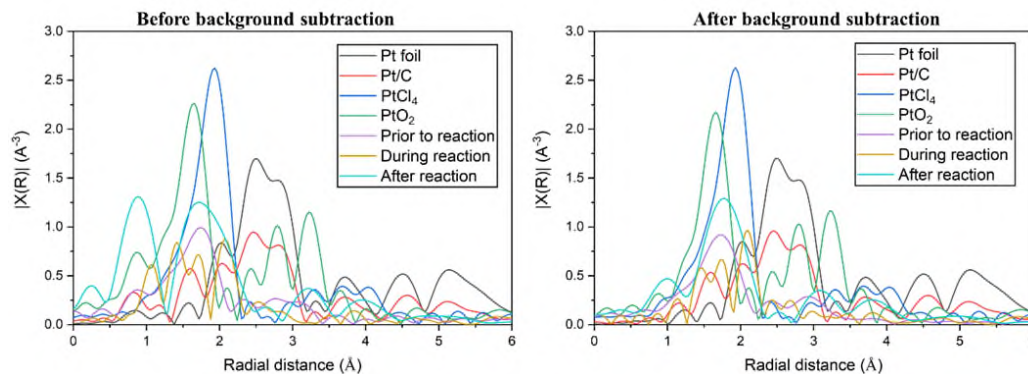 Before background subtraction
3.0
2.5
2.0
1.5
1.0
0.5
0.0
|X(R)| (A⁻³)
Pt foil
Pt/C
PtCl₄
PtO₂
Prior to reaction
During reaction
After reaction
0 1 2 3 4 5 6
Radial distance (Å)
After background subtraction
3.0
2.5
2.0
1.5
1.0
0.5
0.0
|X(R)| (A⁻³)
Pt foil
Pt/C
PtCl₄
PtO₂
Prior to reaction
During reaction
After reaction
0 1 2 3 4 5 6
Radial distance (Å)